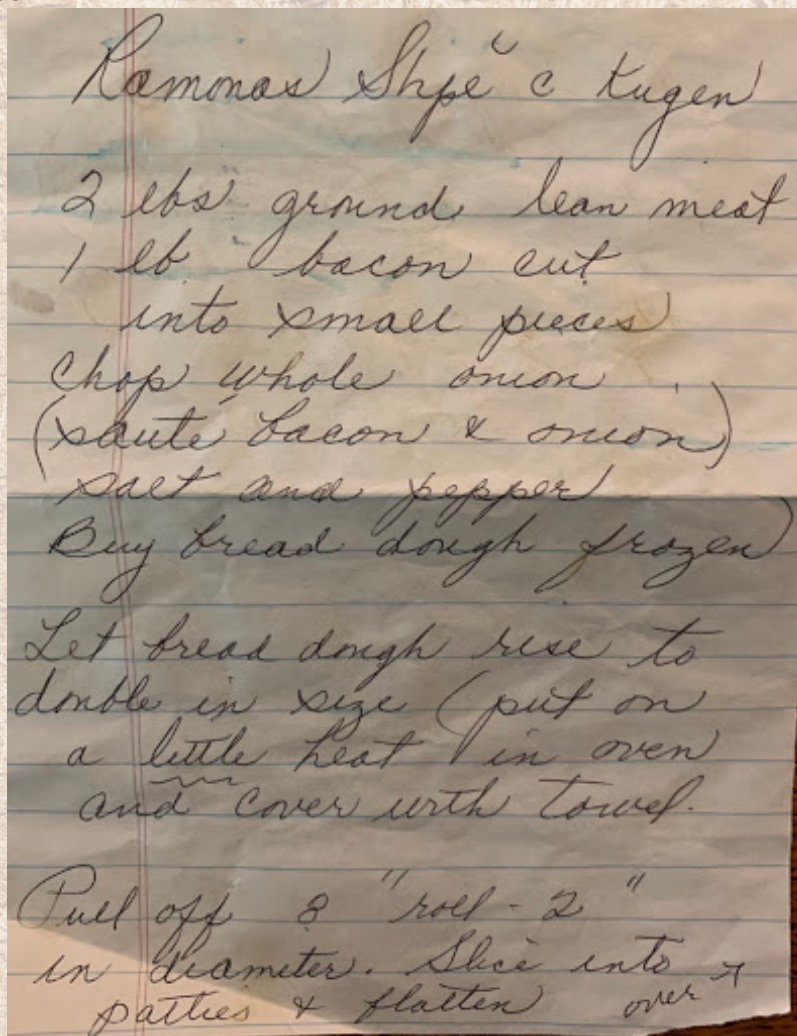 Ramonas Shpe c Kugen
2 lbs ground lean meat
1 lb bacon cut
into small pieces
Chop whole onion
(sauté bacon & onion)
salt and pepper
Buy bread dough frozen
Let bread dough rise to
double in size (put on
a little heat in oven
and cover with towel.
Pull off 8 "roll - 2"
in diameter. Slice into
patties & flatten over →